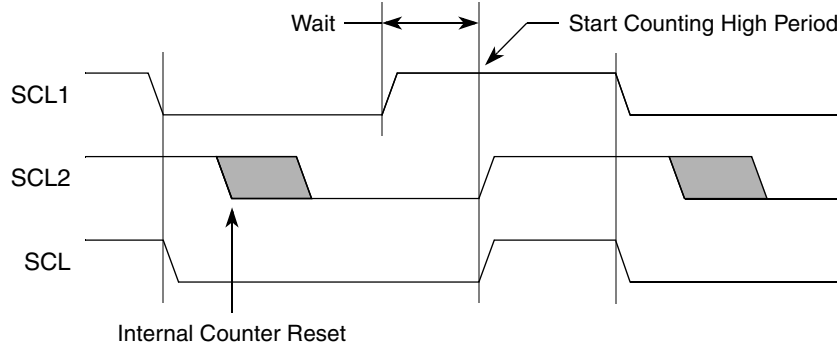 Wait
Start Counting High Period
SCL1
SCL2
SCL
Internal Counter Reset